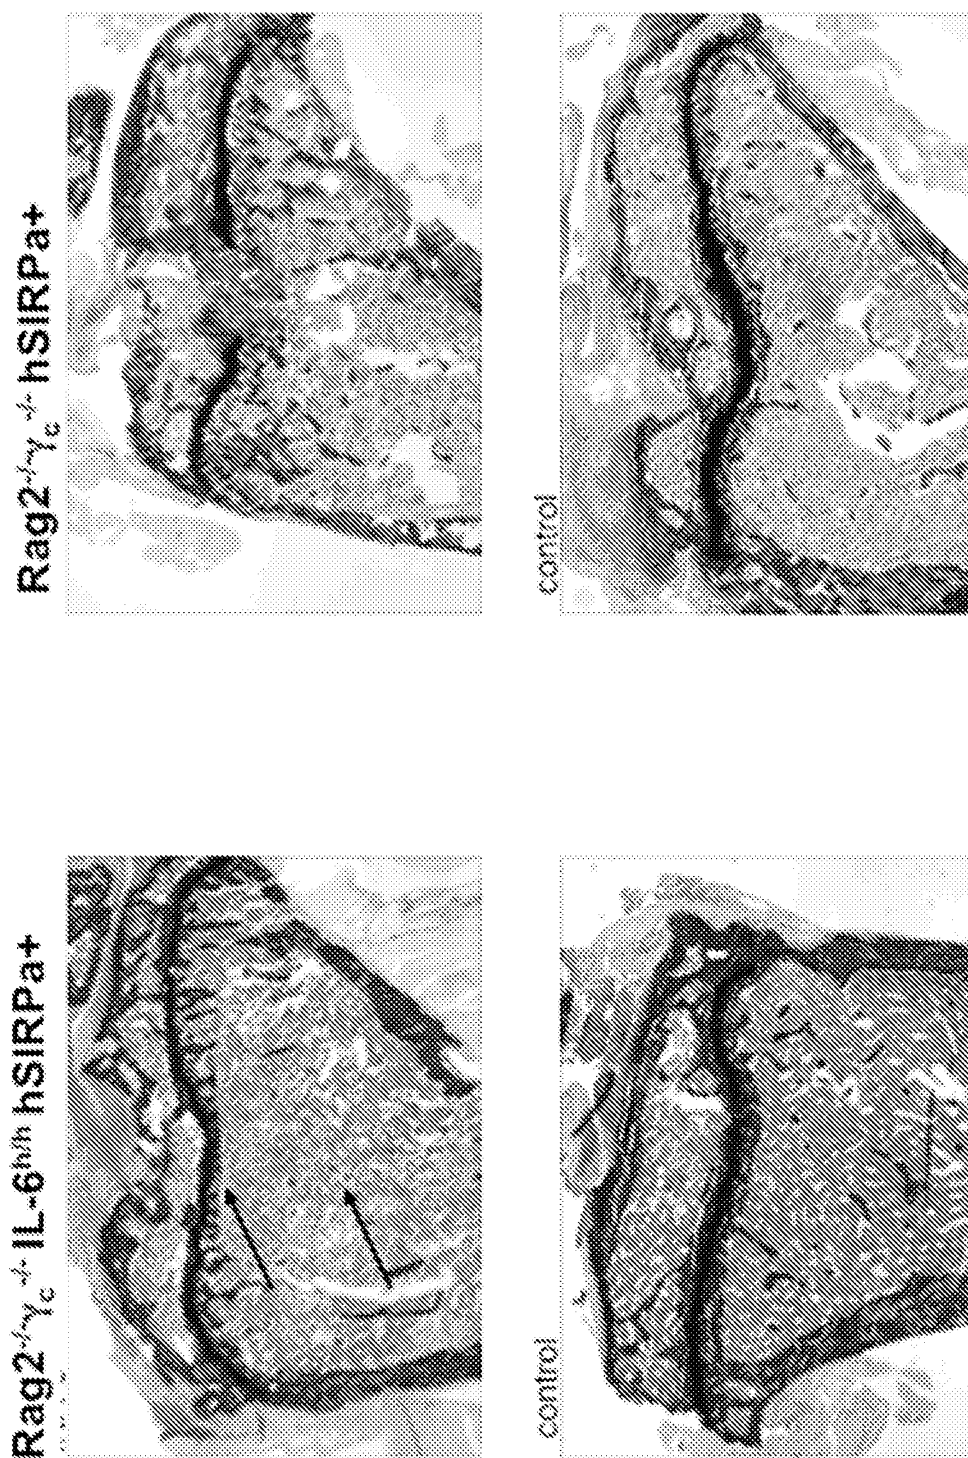 Rag2-/-γc-/- IL-6h/h hSIRPa+
control
Rag2-/-γc-/- hSIRPa+
control